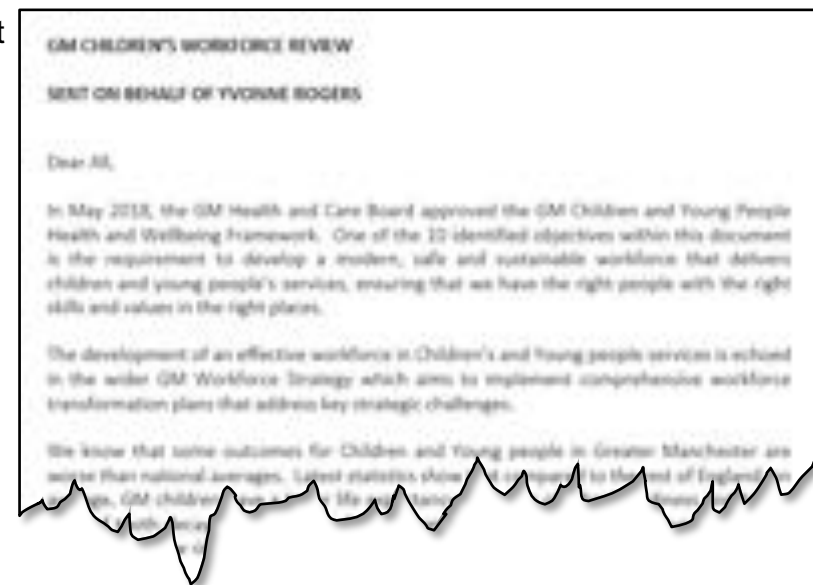 t
GM CHILDREN'S WORKFORCE REVIEW
SENT ON BEHALF OF YVONNE ROGERS
Dear All,
In May 2018, the GM Health and Care Board approved the GM Children and Young People
Health and Wellbeing Framework. One of the 10 identified objectives within this document
is the requirement to develop a modern, safe and sustainable workforce that delivers
children and young people's services, ensuring that we have the right people with the right
skills and values in the right places.
The development of an effective workforce in Children's and Young people services is echoed
in the wider GM Workforce Strategy which aims to implement comprehensive workforce
transformation plans that address key strategic challenges.
We know that some outcomes for Children and Young people in Greater Manchester are
worse than national averages. Latest statistics show compared to the rest of England
GM children life